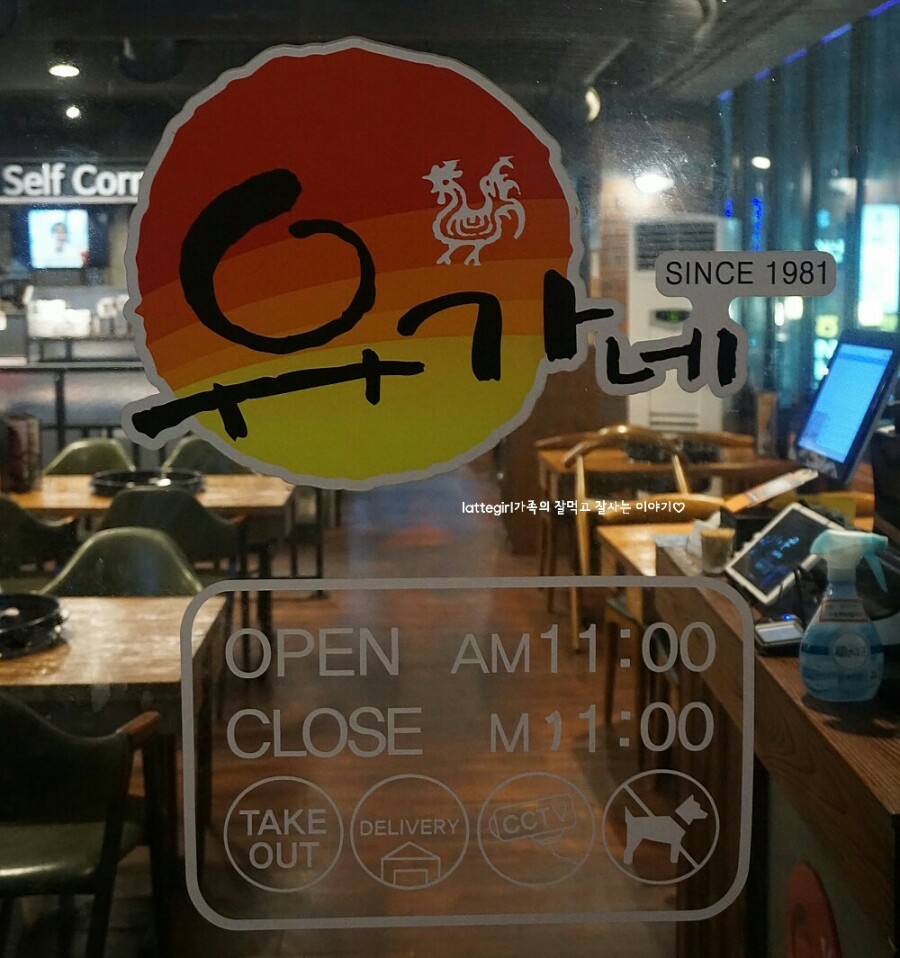 Self Corn
유가네
SINCE 1981
lattegirl가족의 잘먹고 잘사는 이야기♡
OPEN AM11:00
CLOSE M11:00
TAKE OUT
DELIVERY
CCTV